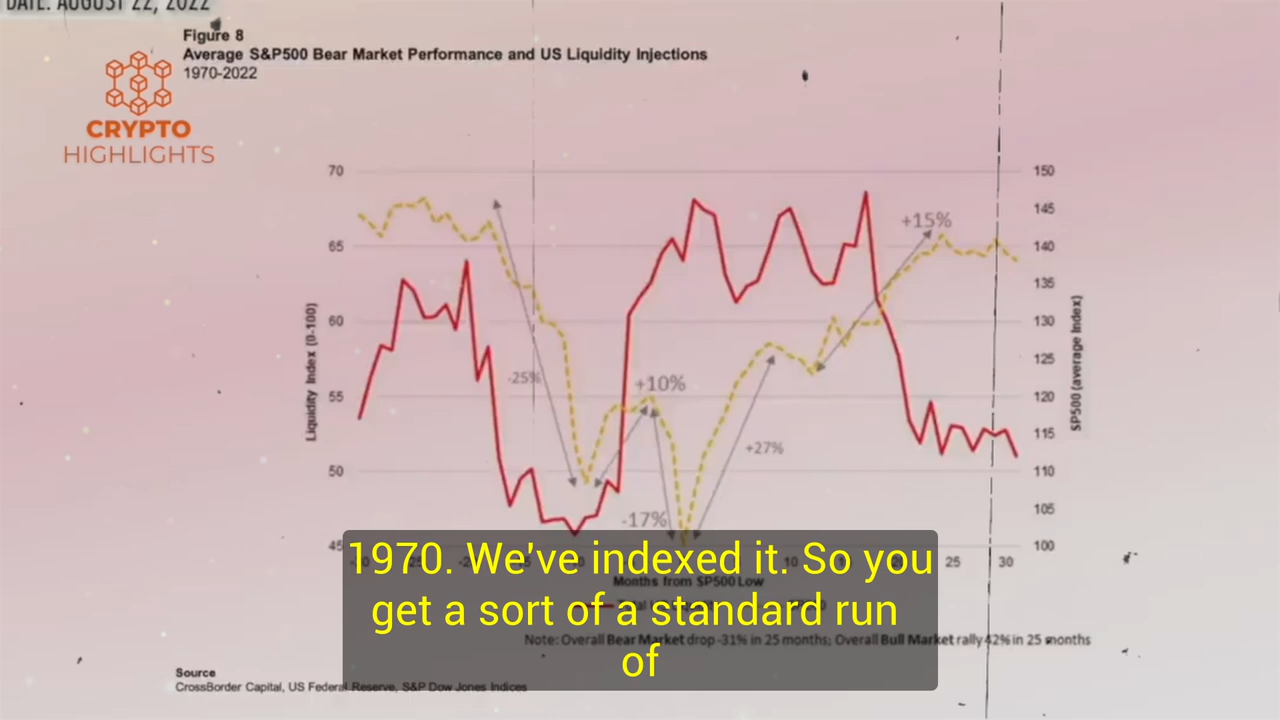 DATE: AUGUST 22, 2022
Figure 8
Average S&P500 Bear Market Performance and US Liquidity Injections
1970-2022
CRYPTO
HIGHLIGHTS
70
150
145
+15%
65
140
135
60
130
125
-25%
+10%
55
120
115
+27%
50
110
-17%
105
45
100
10
25
30
Liquidity Index (0-100)
SP500 (average Index)
Months from SP500 Low
1970. We've indexed it. So you
get a sort of a standard run
of
Note: Overall Bear Market drop -31% in 25 months; Overall Bull Market rally 42% in 25 months
Source
CrossBorder Capital, US Federal Reserve, S&P Dow Jones Indices